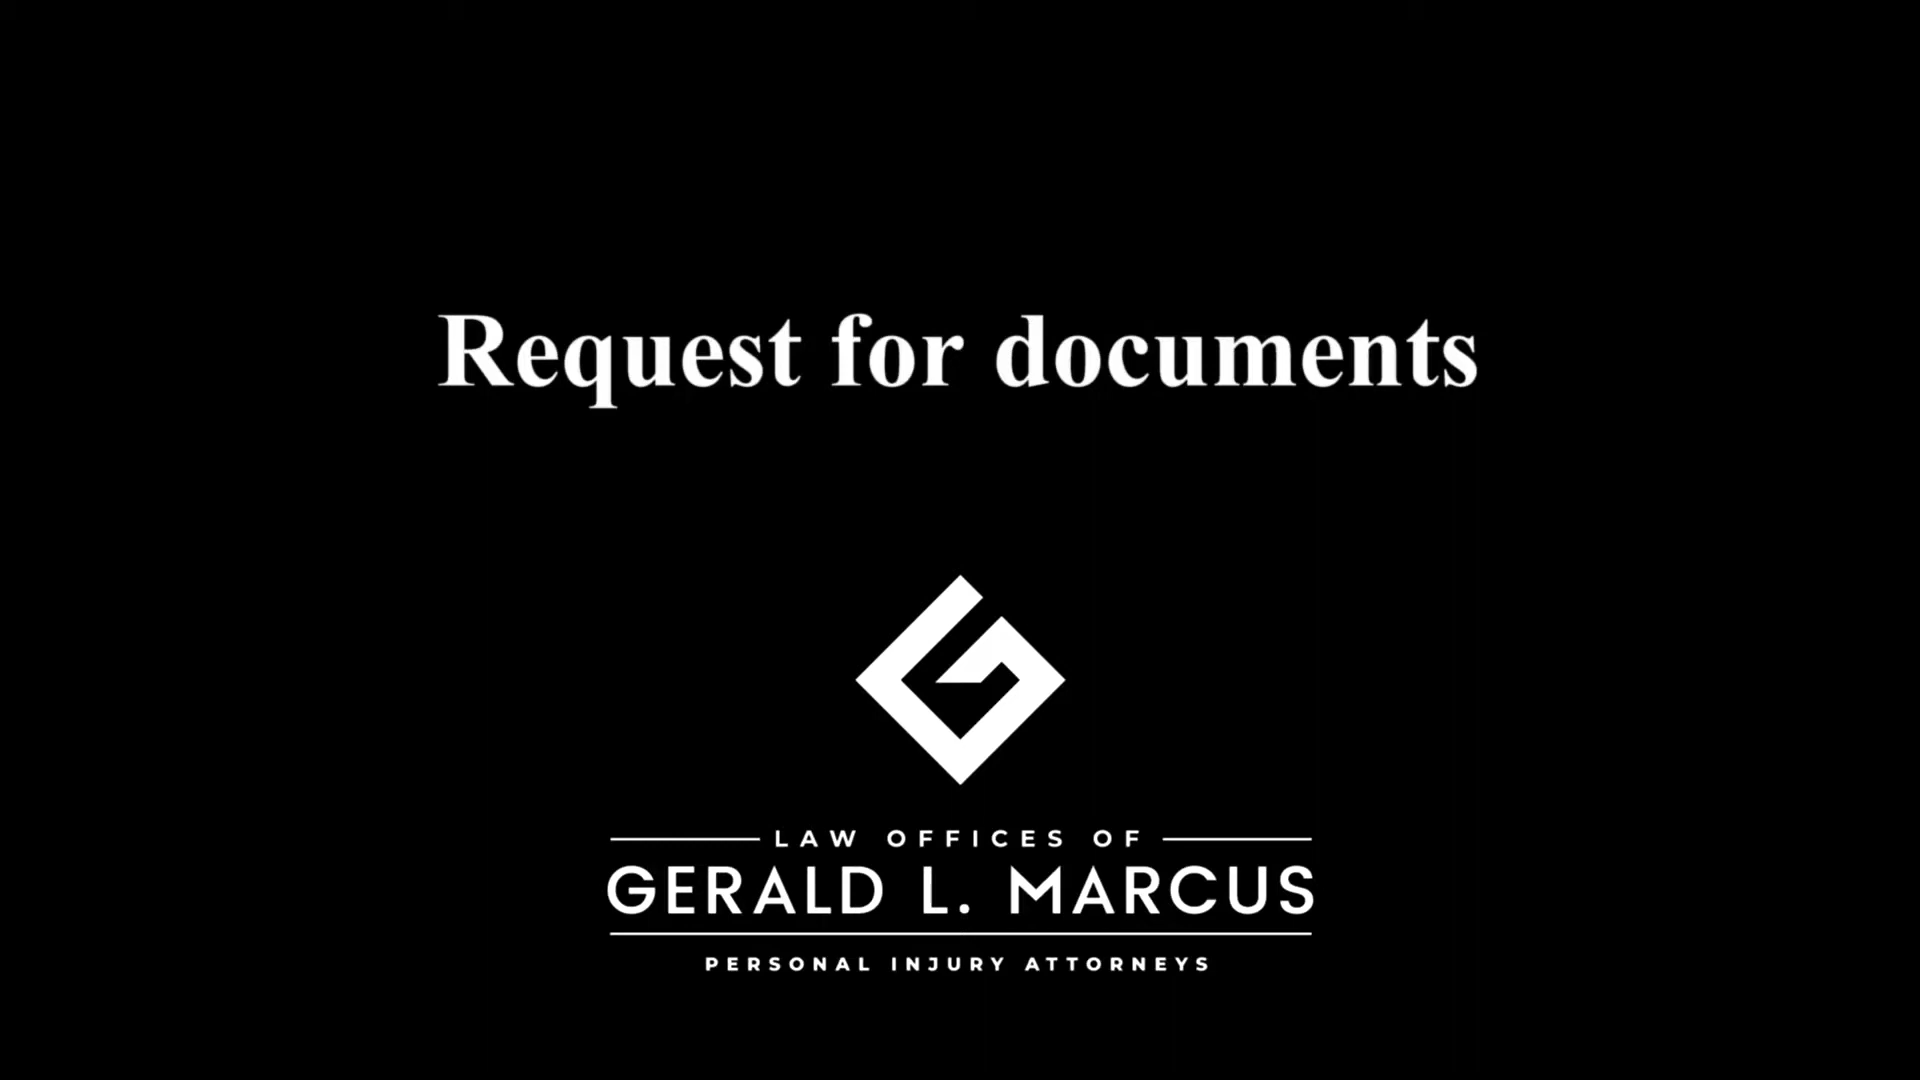 Request for documents
LAW OFFICES OF
GERALD L. MARCUS
PERSONAL INJURY ATTORNEYS